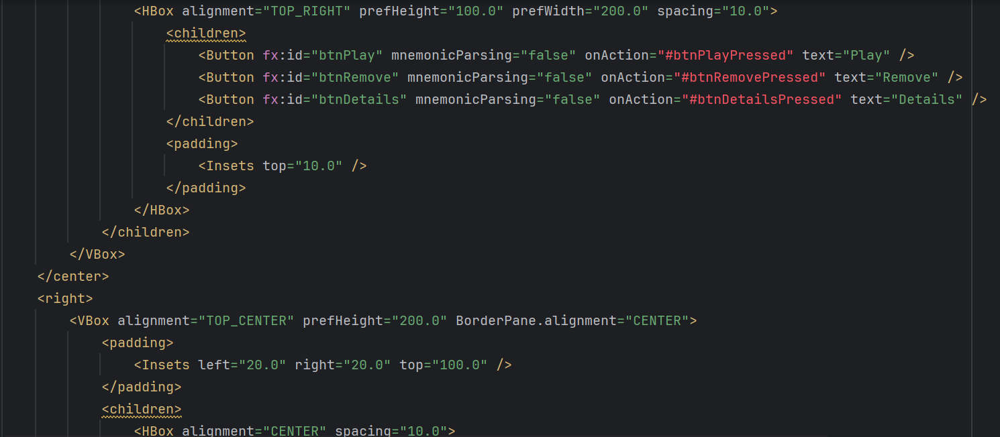 <HBox alignment="TOP_RIGHT" prefHeight="100.0" prefWidth="200.0" spacing="10.0">
<children>
<Button fx:id="btnPlay" mnemonicParsing="false" onAction="#btnPlayPressed" text="Play" />
<Button fx:id="btnRemove" mnemonicParsing="false" onAction="#btnRemovePressed" text="Remove" />
<Button fx:id="btnDetails" mnemonicParsing="false" onAction="#btnDetailsPressed" text="Details" />
</children>
<padding>
<Insets top="10.0" />
</padding>
</HBox>
</children>
</VBox>
</center>
<right>
<VBox alignment="TOP_CENTER" prefHeight="200.0" BorderPane.alignment="CENTER">
<padding>
<Insets left="20.0" right="20.0" top="100.0" />
</padding>
<children>
<HBox alignment="CENTER" spacing="10.0">